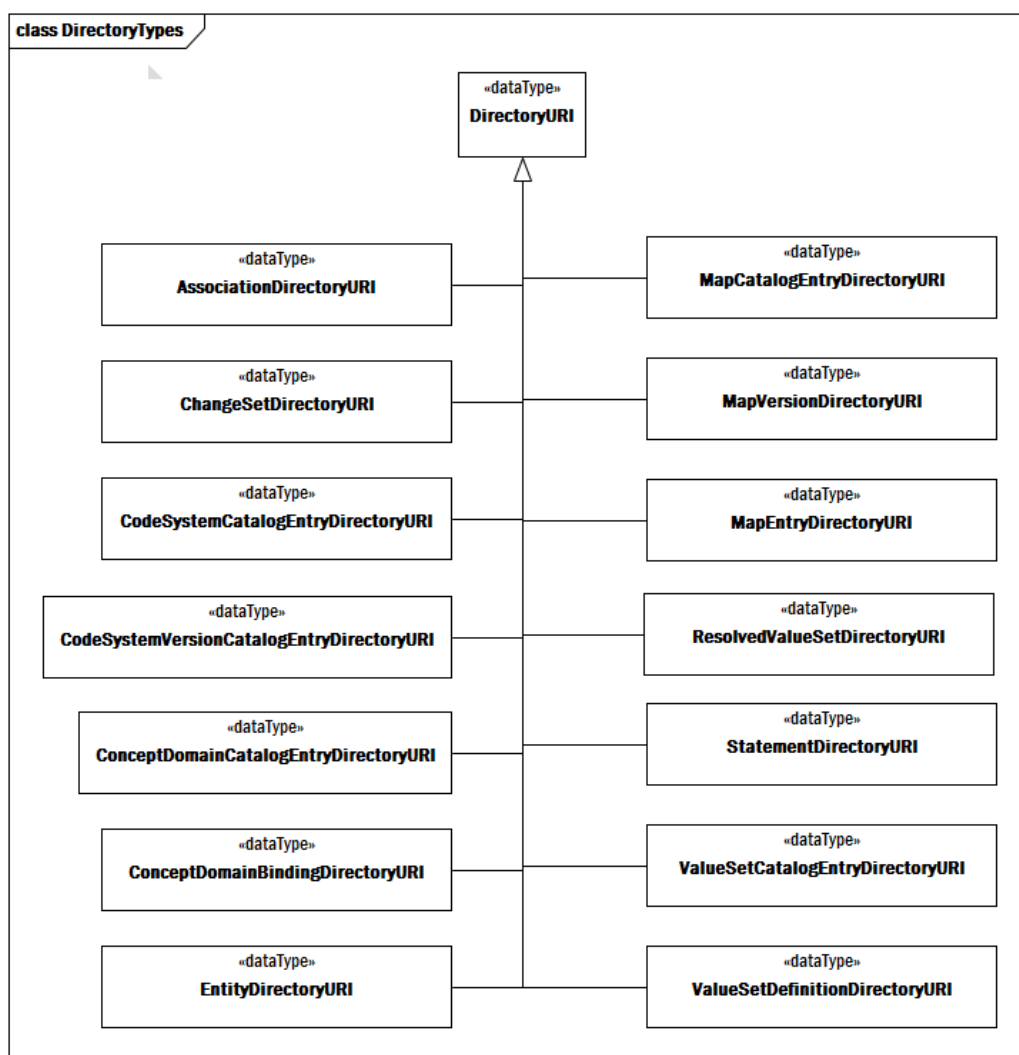 class DirectoryTypes
«dataType»
DirectoryURI
«dataType»
AssociationDirectoryURI
«dataType»
MapCatalogEntryDirectoryURI
«dataType»
ChangeSetDirectoryURI
«dataType»
MapVersionDirectoryURI
«dataType»
CodeSystemCatalogEntryDirectoryURI
«dataType»
MapEntryDirectoryURI
«dataType»
CodeSystemVersionCatalogEntryDirectoryURI
«dataType»
ResolvedValueSetDirectoryURI
«dataType»
ConceptDomainCatalogEntryDirectoryURI
«dataType»
StatementDirectoryURI
«dataType»
ConceptDomainBindingDirectoryURI
«dataType»
ValueSetCatalogEntryDirectoryURI
«dataType»
EntityDirectoryURI
«dataType»
ValueSetDefinitionDirectoryURI